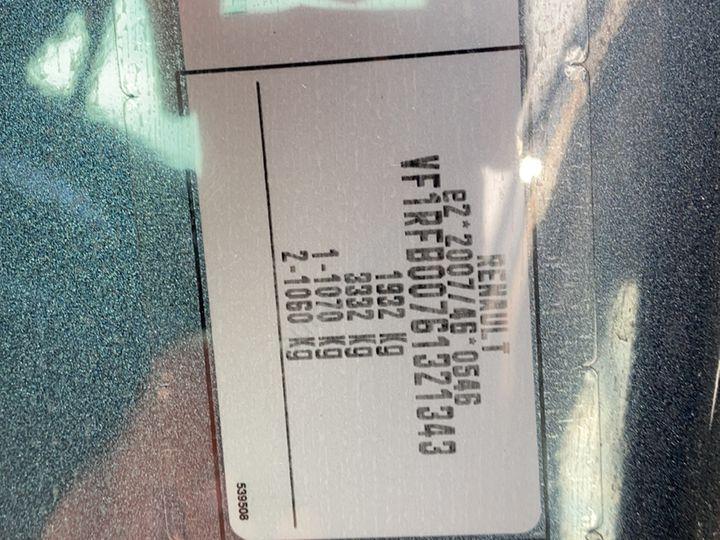 RENAULT
e2*2007/46*0546
VF1RFB00761321343
1932 Kg
3332 Kg
1-1070 Kg
2-1060 Kg
539508